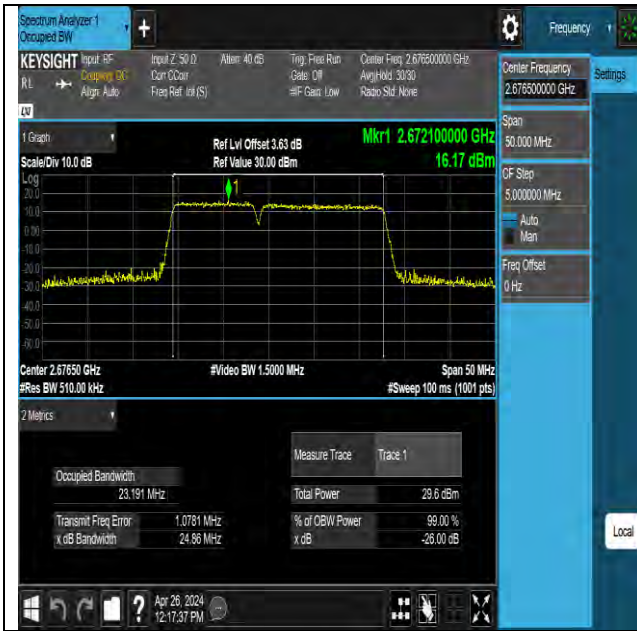 Spectrum Analyzer 1
Occupied BW
+
Frequency
KEYSIGHT
RL
Input: RF
Coupling: DC
Align: Auto
Input Z: 50 Ω
Corr CCorr
Freq Ref: Int (S)
Atten: 40 dB
Trig: Free Run
Gate: Off
#IF Gain: Low
Center Freq: 2.676500000 GHz
Avg|Hold: 30/30
Radio Std: None
Center Frequency
2.676500000 GHz
Settings
Span
50.000 MHz
CF Step
5.000000 MHz
Auto
Man
Freq Offset
0 Hz
1 Graph
Scale/Div 10.0 dB
Ref Lvl Offset 3.63 dB
Ref Value 30.00 dBm
Mkr1 2.672100000 GHz
16.17 dBm
Log
20.0
10.0
0.00
-10.0
-20.0
-30.0
-40.0
-50.0
-60.0
1
Center 2.67650 GHz
#Video BW 1.5000 MHz
Span 50 MHz
#Res BW 510.00 kHz
#Sweep 100 ms (1001 pts)
2 Metrics
Measure Trace
Trace 1
Occupied Bandwidth
23.191 MHz
Total Power
29.6 dBm
Transmit Freq Error
1.0781 MHz
% of OBW Power
99.00 %
x dB Bandwidth
24.86 MHz
x dB
-26.00 dB
Local
?
Apr 26, 2024
12:17:37 PM